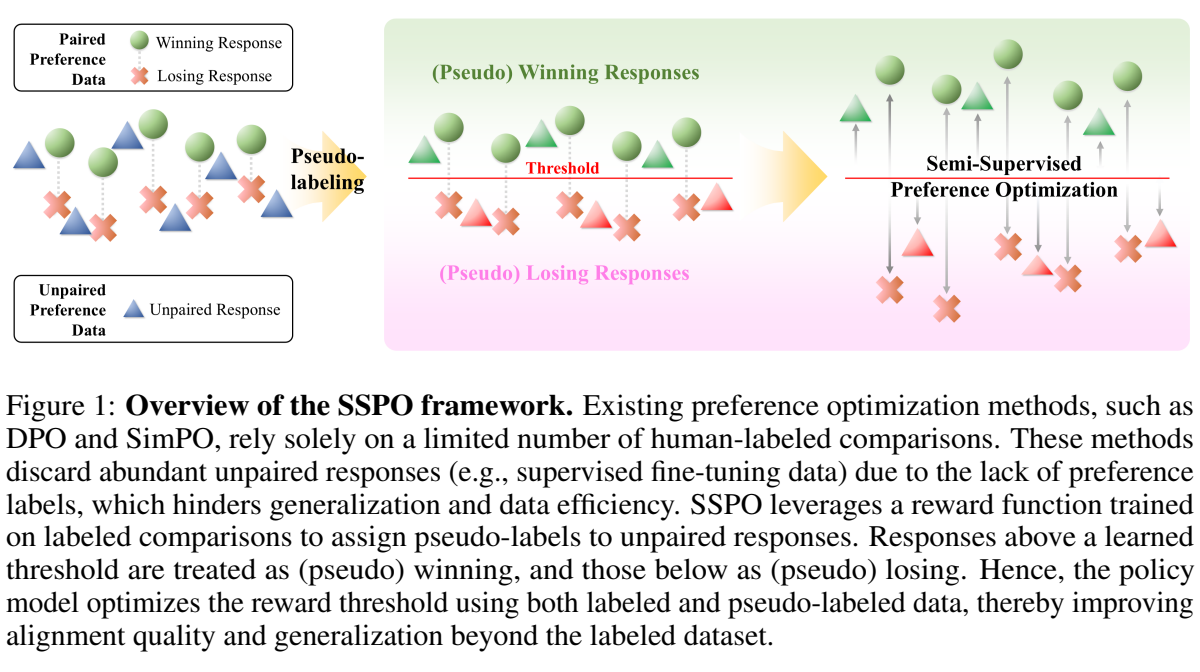 Paired
Preference
Data
Winning Response
Losing Response
Pseudo-
labeling
Unpaired
Preference
Data
Unpaired Response
(Pseudo) Winning Responses
Threshold
(Pseudo) Losing Responses
Semi-Supervised
Preference Optimization
Figure 1: Overview of the SSPO framework. Existing preference optimization methods, such as
DPO and SimPO, rely solely on a limited number of human-labeled comparisons. These methods
discard abundant unpaired responses (e.g., supervised fine-tuning data) due to the lack of preference
labels, which hinders generalization and data efficiency. SSPO leverages a reward function trained
on labeled comparisons to assign pseudo-labels to unpaired responses. Responses above a learned
threshold are treated as (pseudo) winning, and those below as (pseudo) losing. Hence, the policy
model optimizes the reward threshold using both labeled and pseudo-labeled data, thereby improving
alignment quality and generalization beyond the labeled dataset.